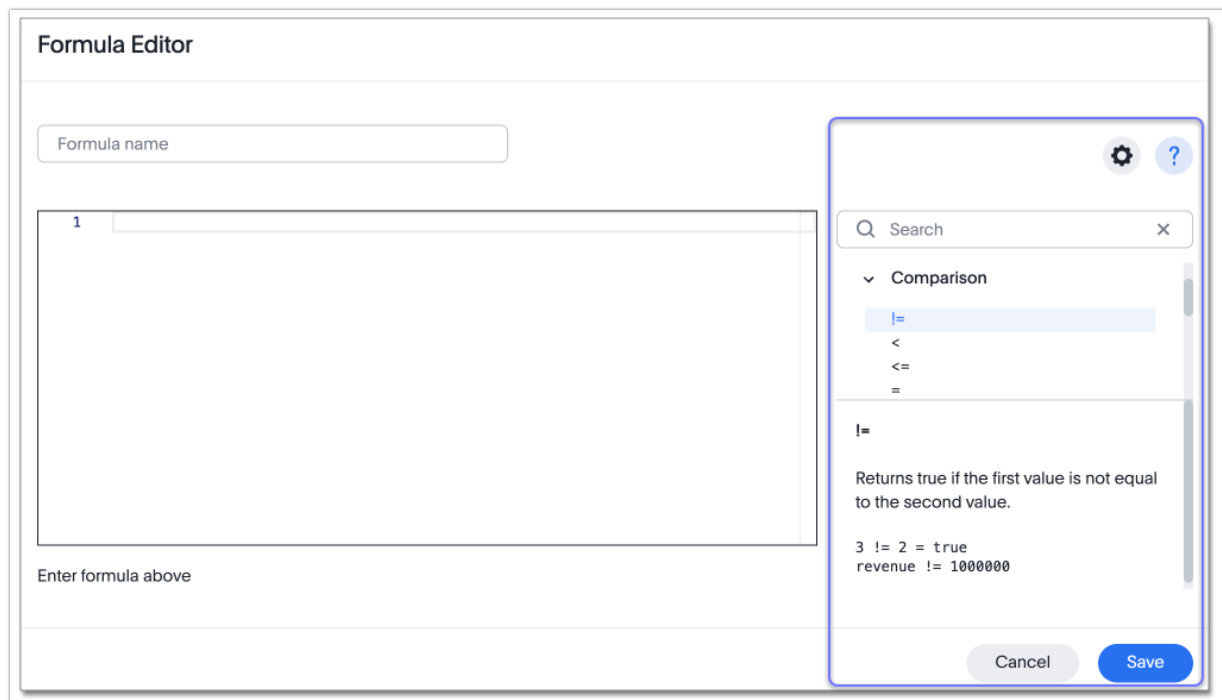 Formula Editor
Formula name
?
1
Search
Comparison
!=
<
<=
=
!=
Returns true if the first value is not equal
to the second value.
3 != 2 = true
revenue != 1000000
Enter formula above
Cancel
Save